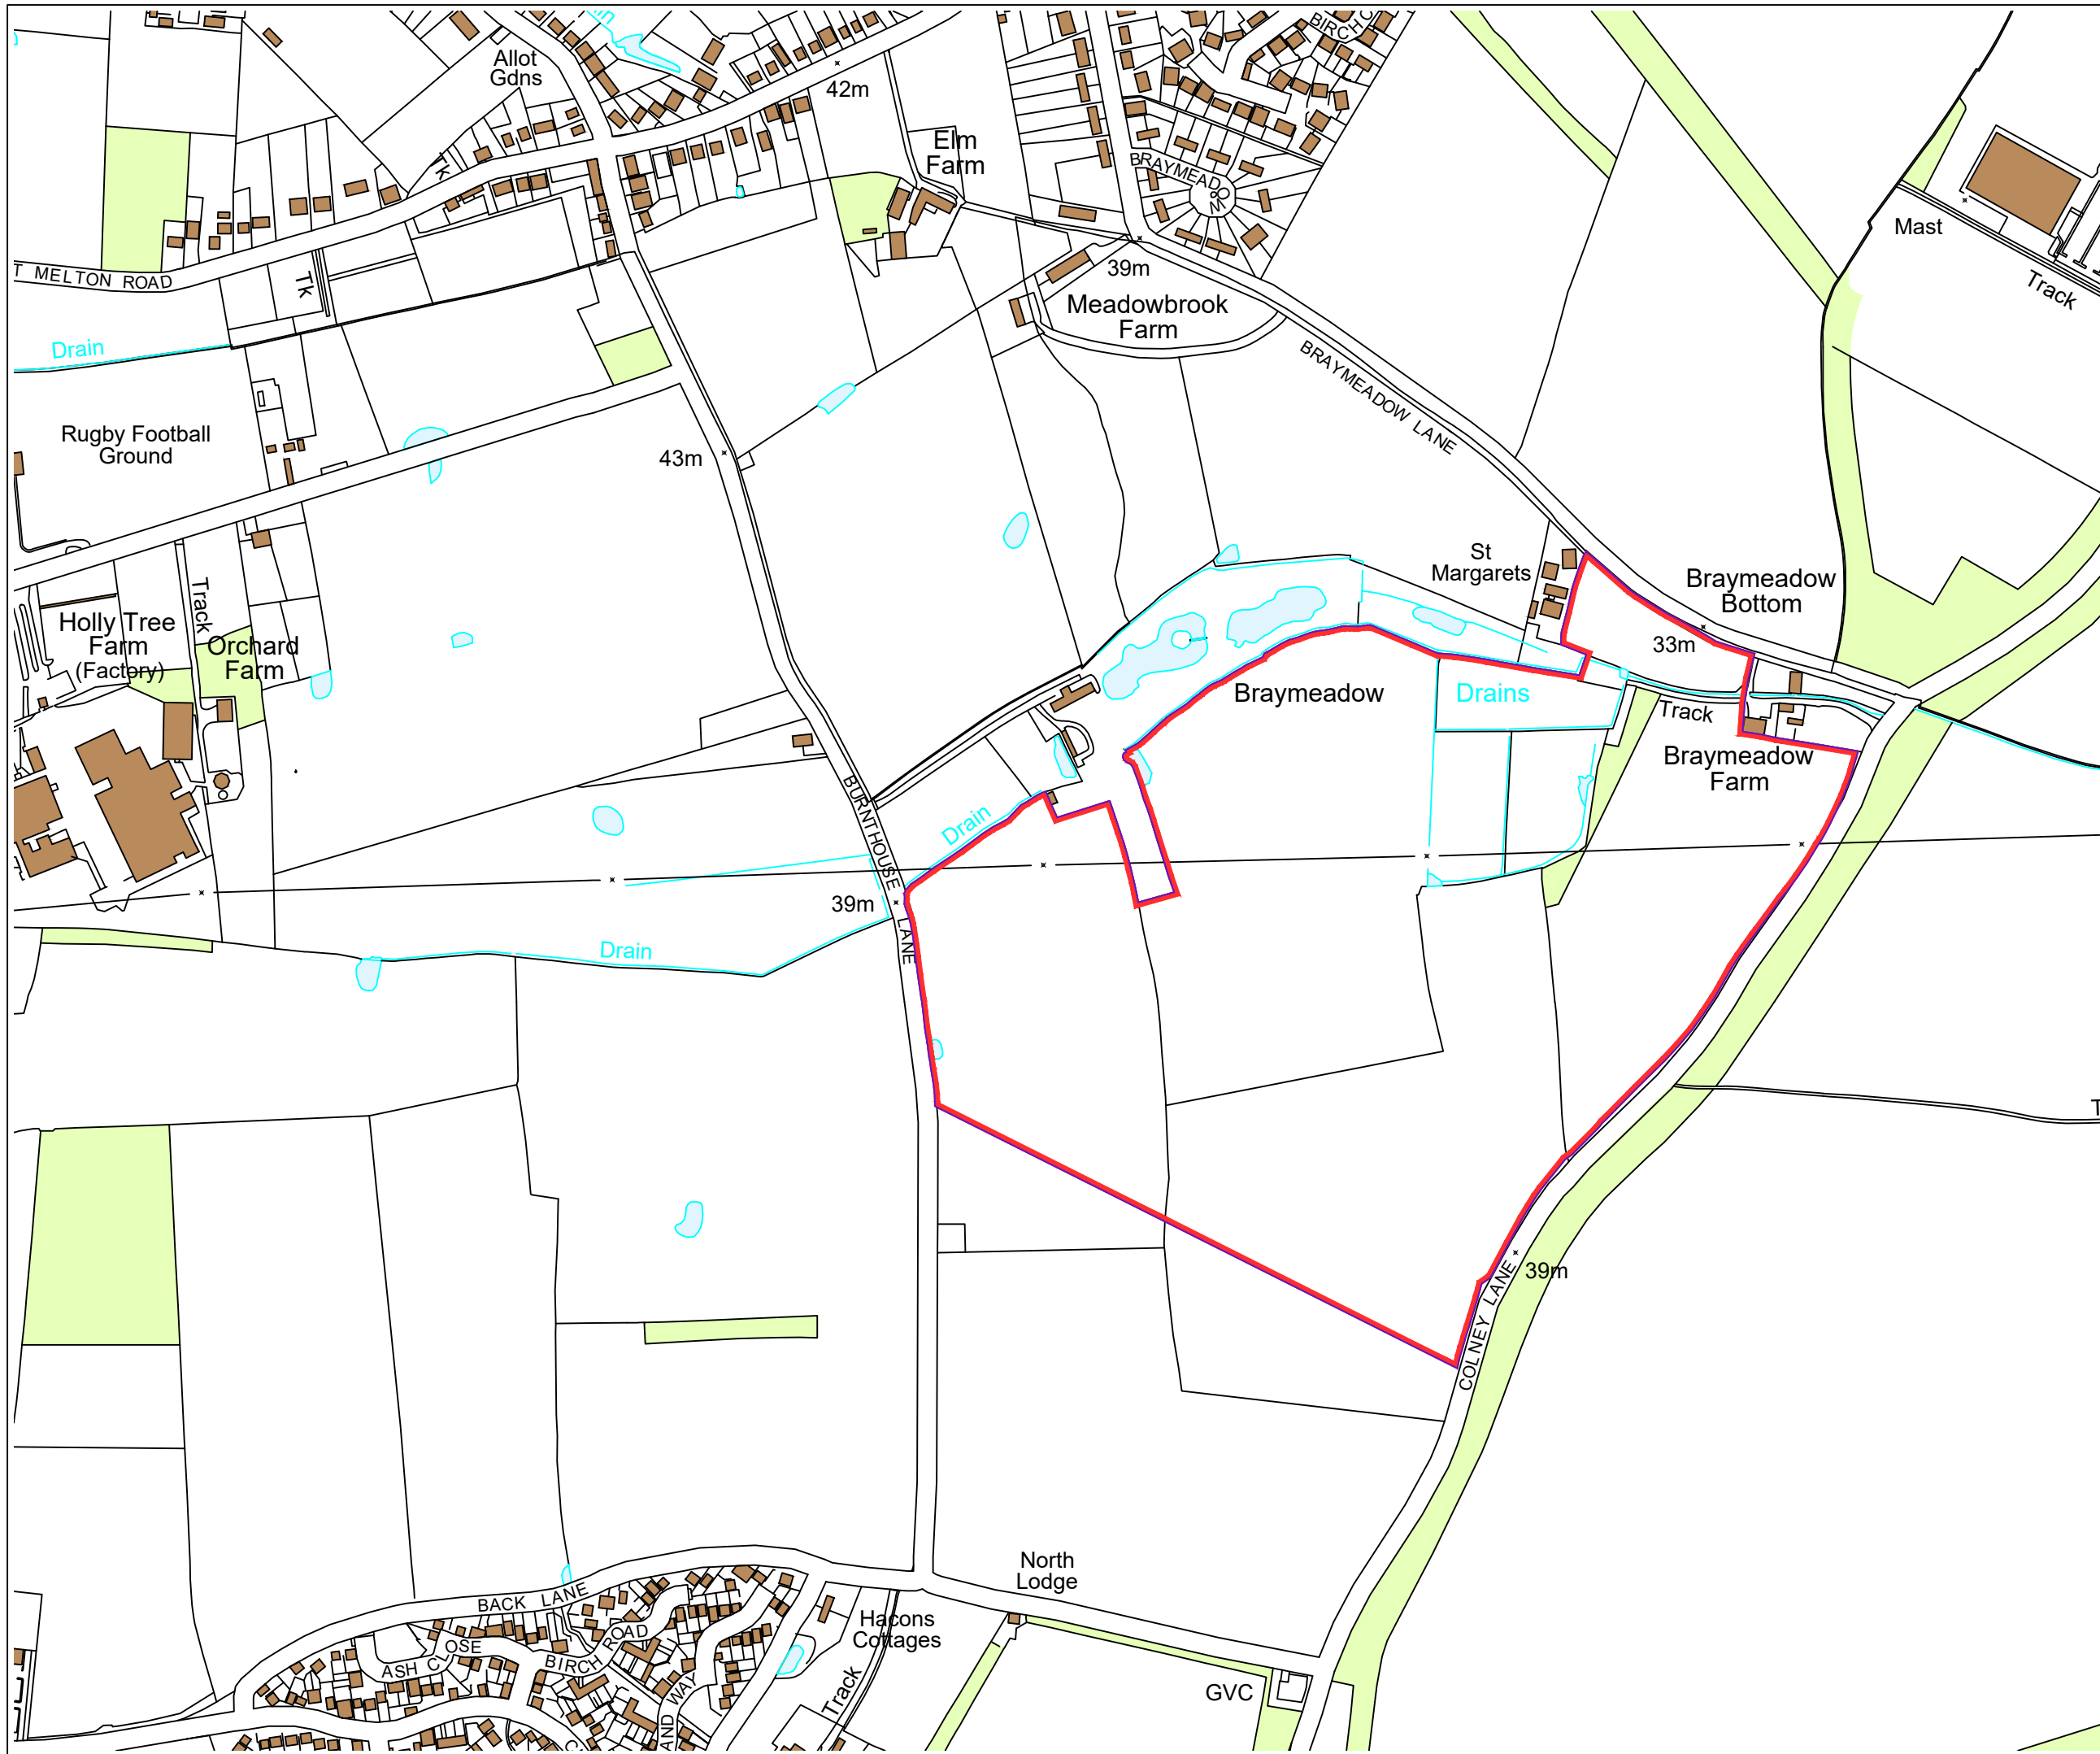 Allot
Gdns
42m
BIRCH C
Elm
Farm
BRAYMEADOW
Tk
T MELTON ROAD
Tk
39m
Mast
Track
Meadowbrook
Farm
Drain
BRAYMEADOW LANE
Rugby Football
Ground
43m
St
Margarets
Braymeadow
Bottom
Track
Holly Tree
Farm
(Factory)
Orchard
Farm
33m
Braymeadow
Drains
Track
Braymeadow
Farm
BURNTHOUSE LANE
Drain
39m
Drain
T
39m
COLNEY LANE
North
Lodge
BACK LANE
Hacons
Cottages
ASH CLOSE
BIRCH ROAD
Track
GVC
AND WAY